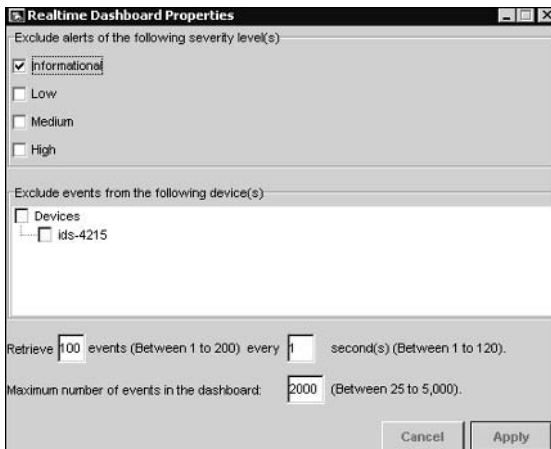 Realtime Dashboard Properties
Exclude alerts of the following severity level(s)
Informational
Low
Medium
High
Exclude events from the following device(s)
Devices
ids-4215
Retrieve 100 events (Between 1 to 200) every 1 second(s) (Between 1 to 120).
Maximum number of events in the dashboard: 2000 (Between 25 to 5,000).
Cancel Apply